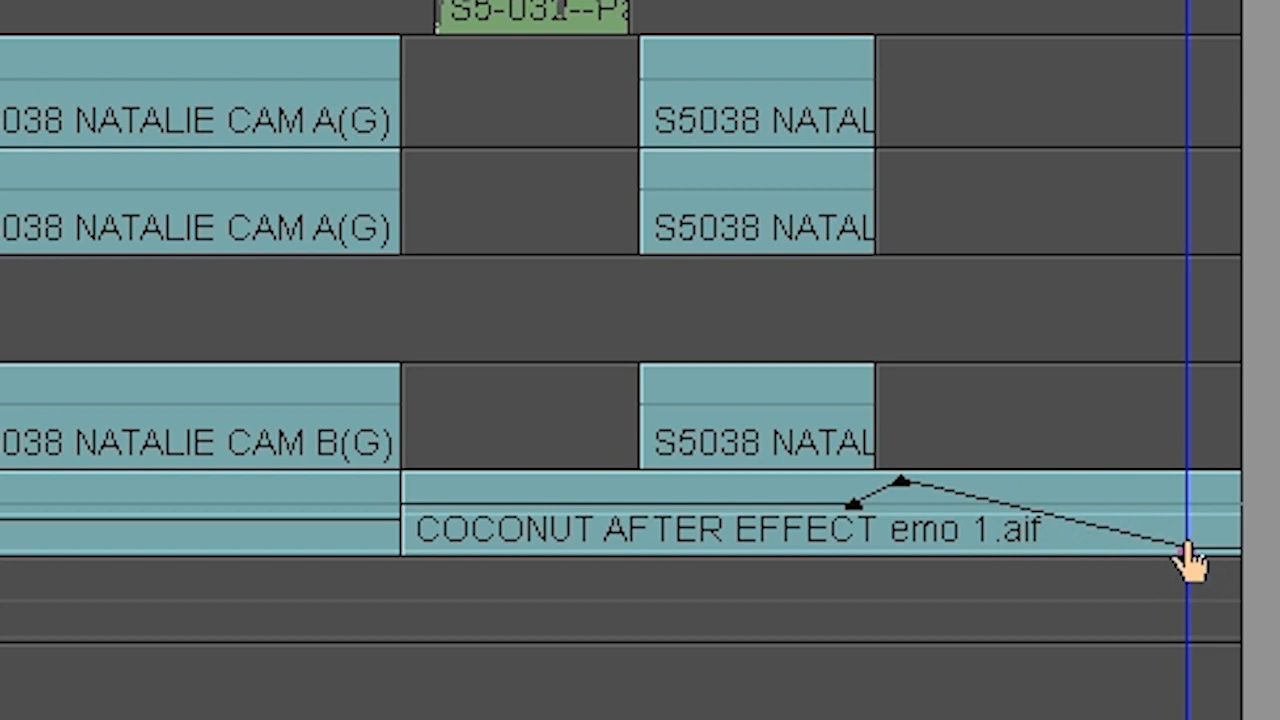 038 NATALIE CAM A(G) S5038 NATAL
038 NATALIE CAM A(G) S5038 NATAL
038 NATALIE CAM B(G) S5038 NATAL
COCONUT AFTER EFFECT emo 1.aif